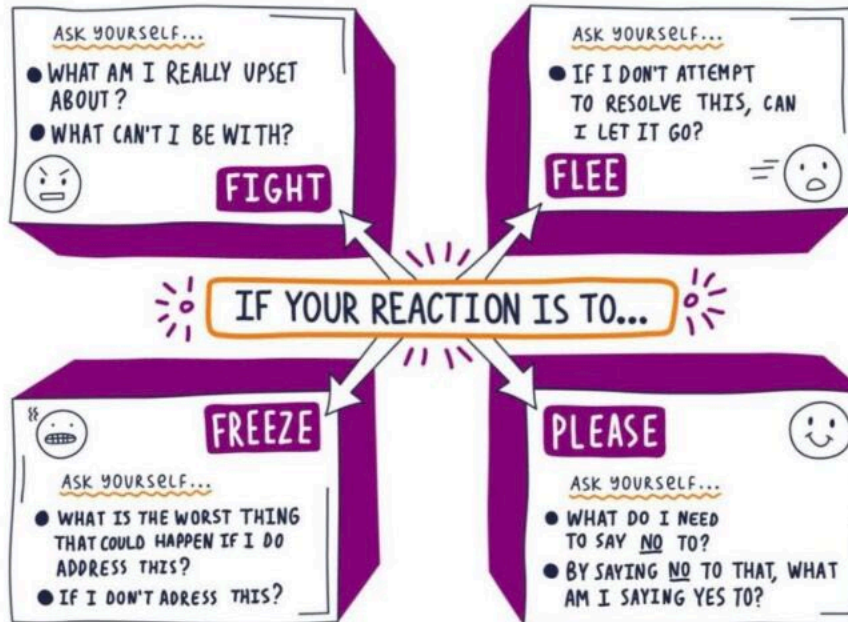 ASK YOURSELF...
● WHAT AM I REALLY UPSET
ABOUT?
● WHAT CAN'T I BE WITH?
FIGHT
ASK YOURSELF...
● IF I DON'T ATTEMPT
TO RESOLVE THIS, CAN
I LET IT GO?
FLEE
IF YOUR REACTION IS TO...
FREEZE
ASK YOURSELF...
● WHAT IS THE WORST THING
THAT COULD HAPPEN IF I DO
ADDRESS THIS?
● IF I DON'T ADRESS THIS?
PLEASE
ASK YOURSELF...
● WHAT DO I NEED
TO SAY NO TO?
● BY SAYING NO TO THAT, WHAT
AM I SAYING YES TO?